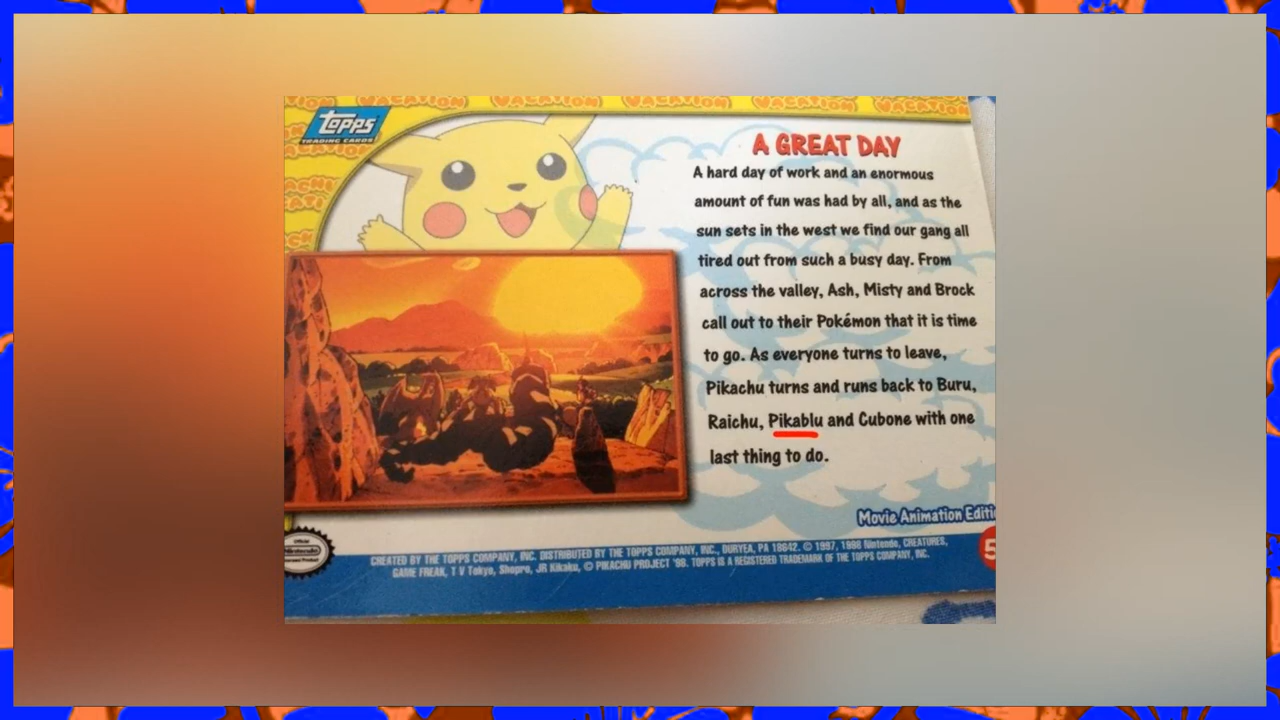 VACATION VACATION VACATION VACATION VACATION
topps
TRADING CARDS
A GREAT DAY
A hard day of work and an enormous
amount of fun was had by all, and as the
sun sets in the west we find our gang all
tired out from such a busy day. From
across the valley, Ash, Misty and Brock
call out to their Pokémon that it is time
to go. As everyone turns to leave,
Pikachu turns and runs back to Buru,
Raichu, Pikablu and Cubone with one
last thing to do.
Movie Animation Editi
5
Official
Nintendo
CREATED BY THE TOPPS COMPANY, INC. DISTRIBUTED BY THE TOPPS COMPANY, INC., DURYEA, PA 18642. © 1997, 1998 Nintendo, CREATURES,
GAME FREAK, T V Tokyo, Shopro, JR Kikaku, © PIKACHU PROJECT '98. TOPPS IS A REGISTERED TRADEMARK OF THE TOPPS COMPANY, INC.